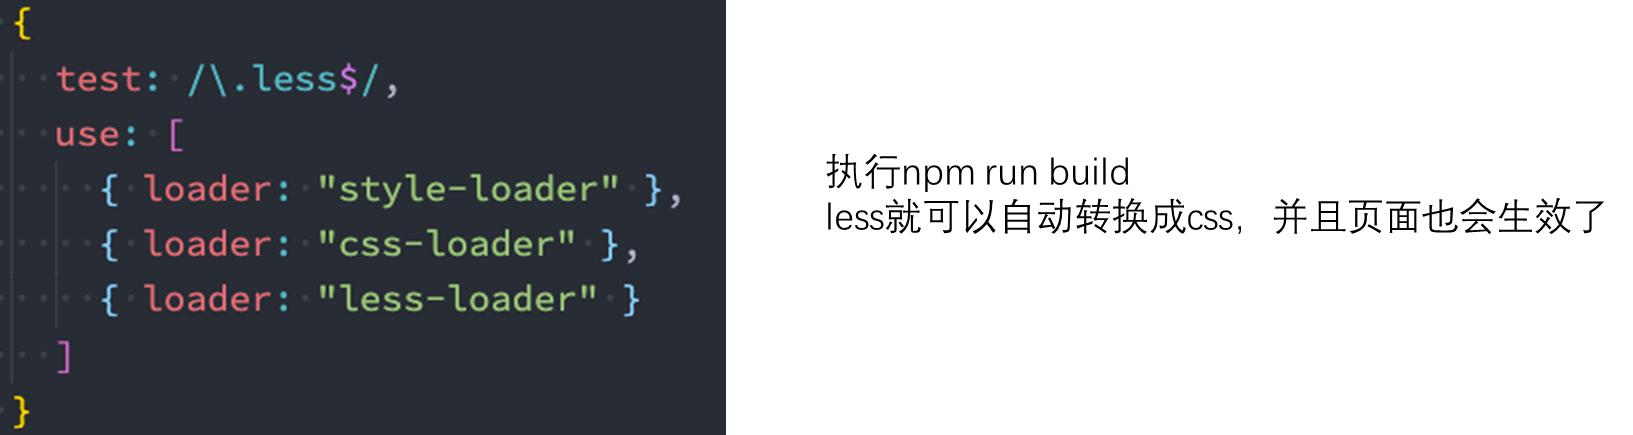 {
test: /\.less$/,
use: [
{ loader: "style-loader" },
{ loader: "css-loader" },
{ loader: "less-loader" }
]
}
执行npm run build
less就可以自动转换成css，并且页面也会生效了